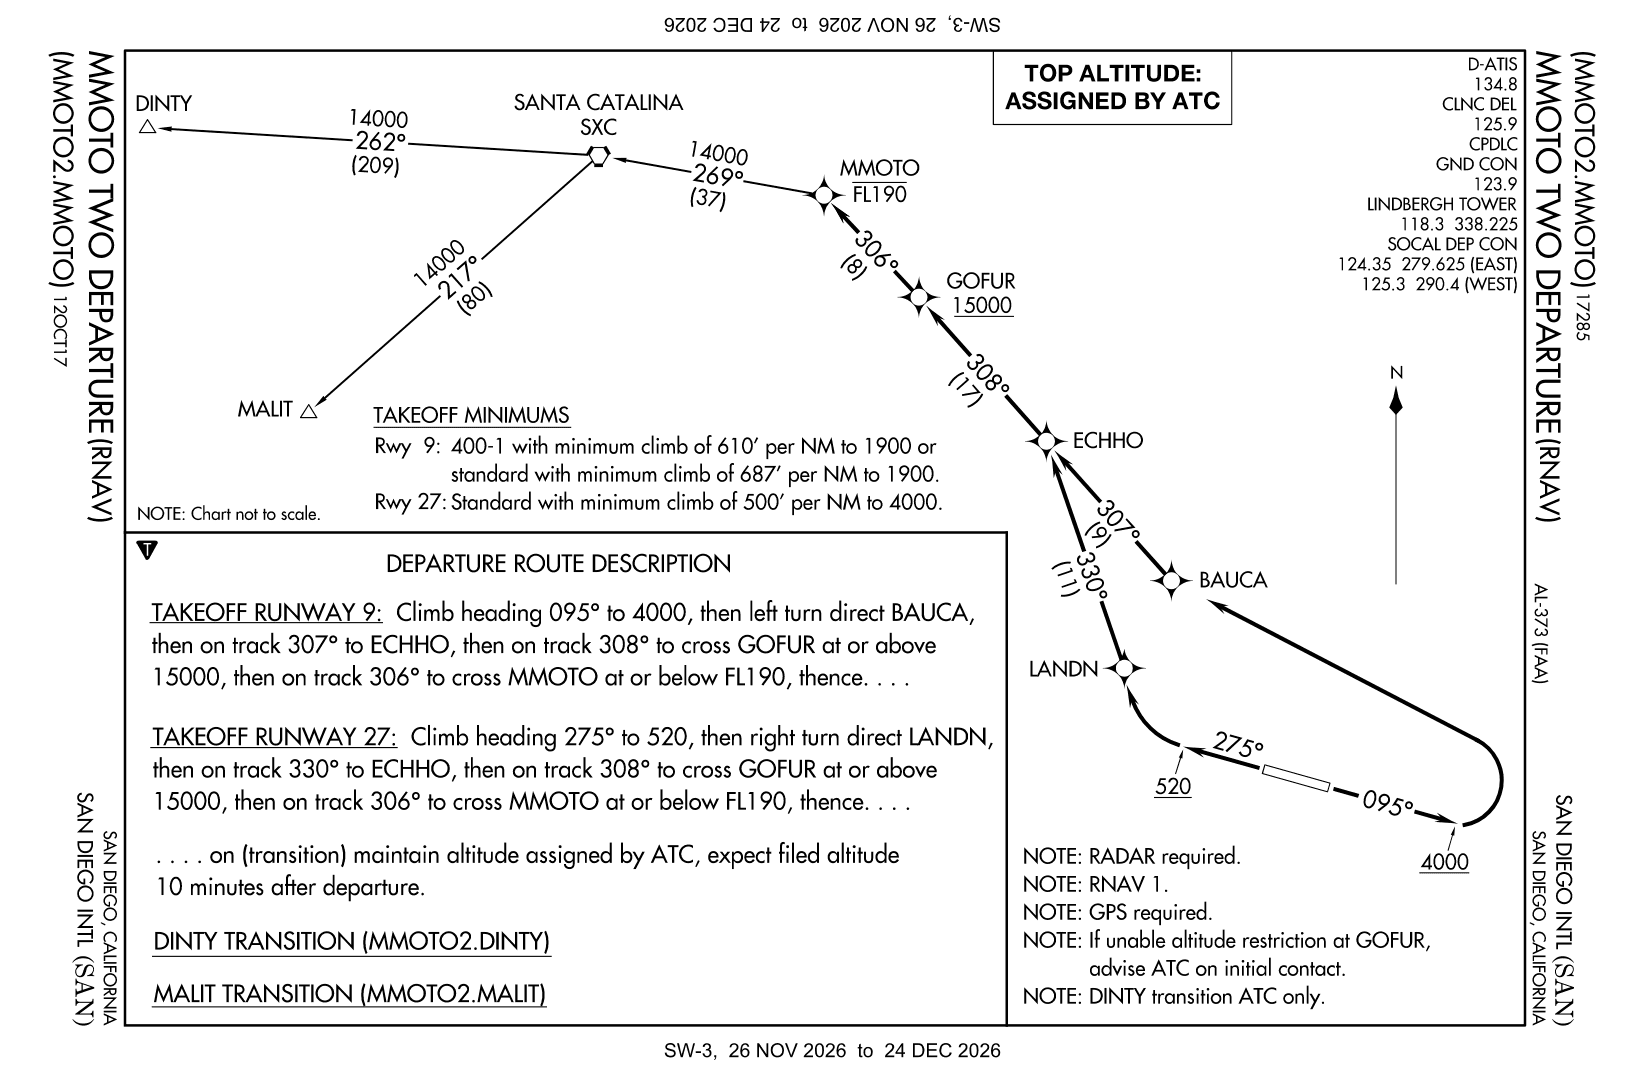 SW-3, 26 NOV 2026 to 24 DEC 2026
(MMOTO2.MMOTO) 12OCT17
MMOTO TWO DEPARTURE (RNAV)
SAN DIEGO INTL (SAN)
SAN DIEGO, CALIFORNIA
(MMOTO2.MMOTO) 17285
MMOTO TWO DEPARTURE (RNAV)
AL-373 (FAA)
SAN DIEGO INTL (SAN)
SAN DIEGO, CALIFORNIA
TOP ALTITUDE:
ASSIGNED BY ATC
D-ATIS
134.8
CLNC DEL
125.9
CPDLC
GND CON
123.9
LINDBERGH TOWER
118.3 338.225
SOCAL DEP CON
124.35 279.625 (EAST)
125.3 290.4 (WEST)
DINTY
14000
262°
(209)
SANTA CATALINA
SXC
14000
269°
(37)
MMOTO
FL190
306°
(8)
GOFUR
15000
14000
217°
(80)
308°
(17)
N
MALIT
ECHHO
307°
(9)
330°
(11)
BAUCA
LANDN
275°
520
095°
4000
TAKEOFF MINIMUMS
Rwy 9: 400-1 with minimum climb of 610' per NM to 1900 or
standard with minimum climb of 687' per NM to 1900.
Rwy 27: Standard with minimum climb of 500' per NM to 4000.
NOTE: Chart not to scale.
T
DEPARTURE ROUTE DESCRIPTION
TAKEOFF RUNWAY 9: Climb heading 095° to 4000, then left turn direct BAUCA,
then on track 307° to ECHHO, then on track 308° to cross GOFUR at or above
15000, then on track 306° to cross MMOTO at or below FL190, thence. . . .
TAKEOFF RUNWAY 27: Climb heading 275° to 520, then right turn direct LANDN,
then on track 330° to ECHHO, then on track 308° to cross GOFUR at or above
15000, then on track 306° to cross MMOTO at or below FL190, thence. . . .
. . . . on (transition) maintain altitude assigned by ATC, expect filed altitude
10 minutes after departure.
DINTY TRANSITION (MMOTO2.DINTY)
MALIT TRANSITION (MMOTO2.MALIT)
NOTE: RADAR required.
NOTE: RNAV 1.
NOTE: GPS required.
NOTE: If unable altitude restriction at GOFUR,
advise ATC on initial contact.
NOTE: DINTY transition ATC only.
SW-3, 26 NOV 2026 to 24 DEC 2026